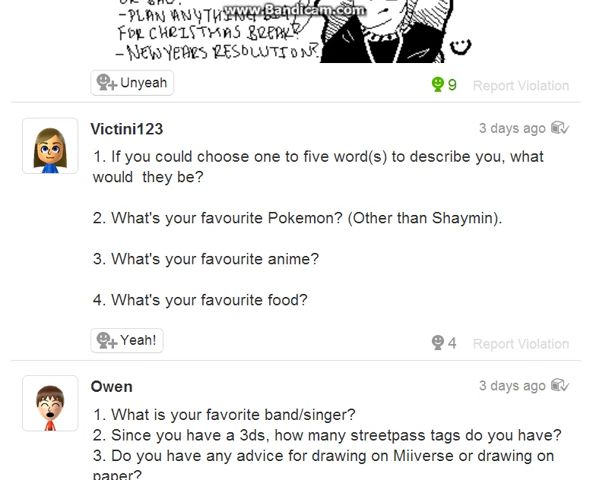 OR BAD?
www.Bandicam.com
-PLAN ANYTHING BIG
FOR CHRISTMAS BREAK?
-NEW YEARS RESOLUTION?
Unyeah
9
Report Violation
Victini123
3 days ago
1. If you could choose one to five word(s) to describe you, what
would they be?
2. What's your favourite Pokemon? (Other than Shaymin).
3. What's your favourite anime?
4. What's your favourite food?
Yeah!
4
Report Violation
Owen
3 days ago
1. What is your favorite band/singer?
2. Since you have a 3ds, how many streetpass tags do you have?
3. Do you have any advice for drawing on Miiverse or drawing on
paper?